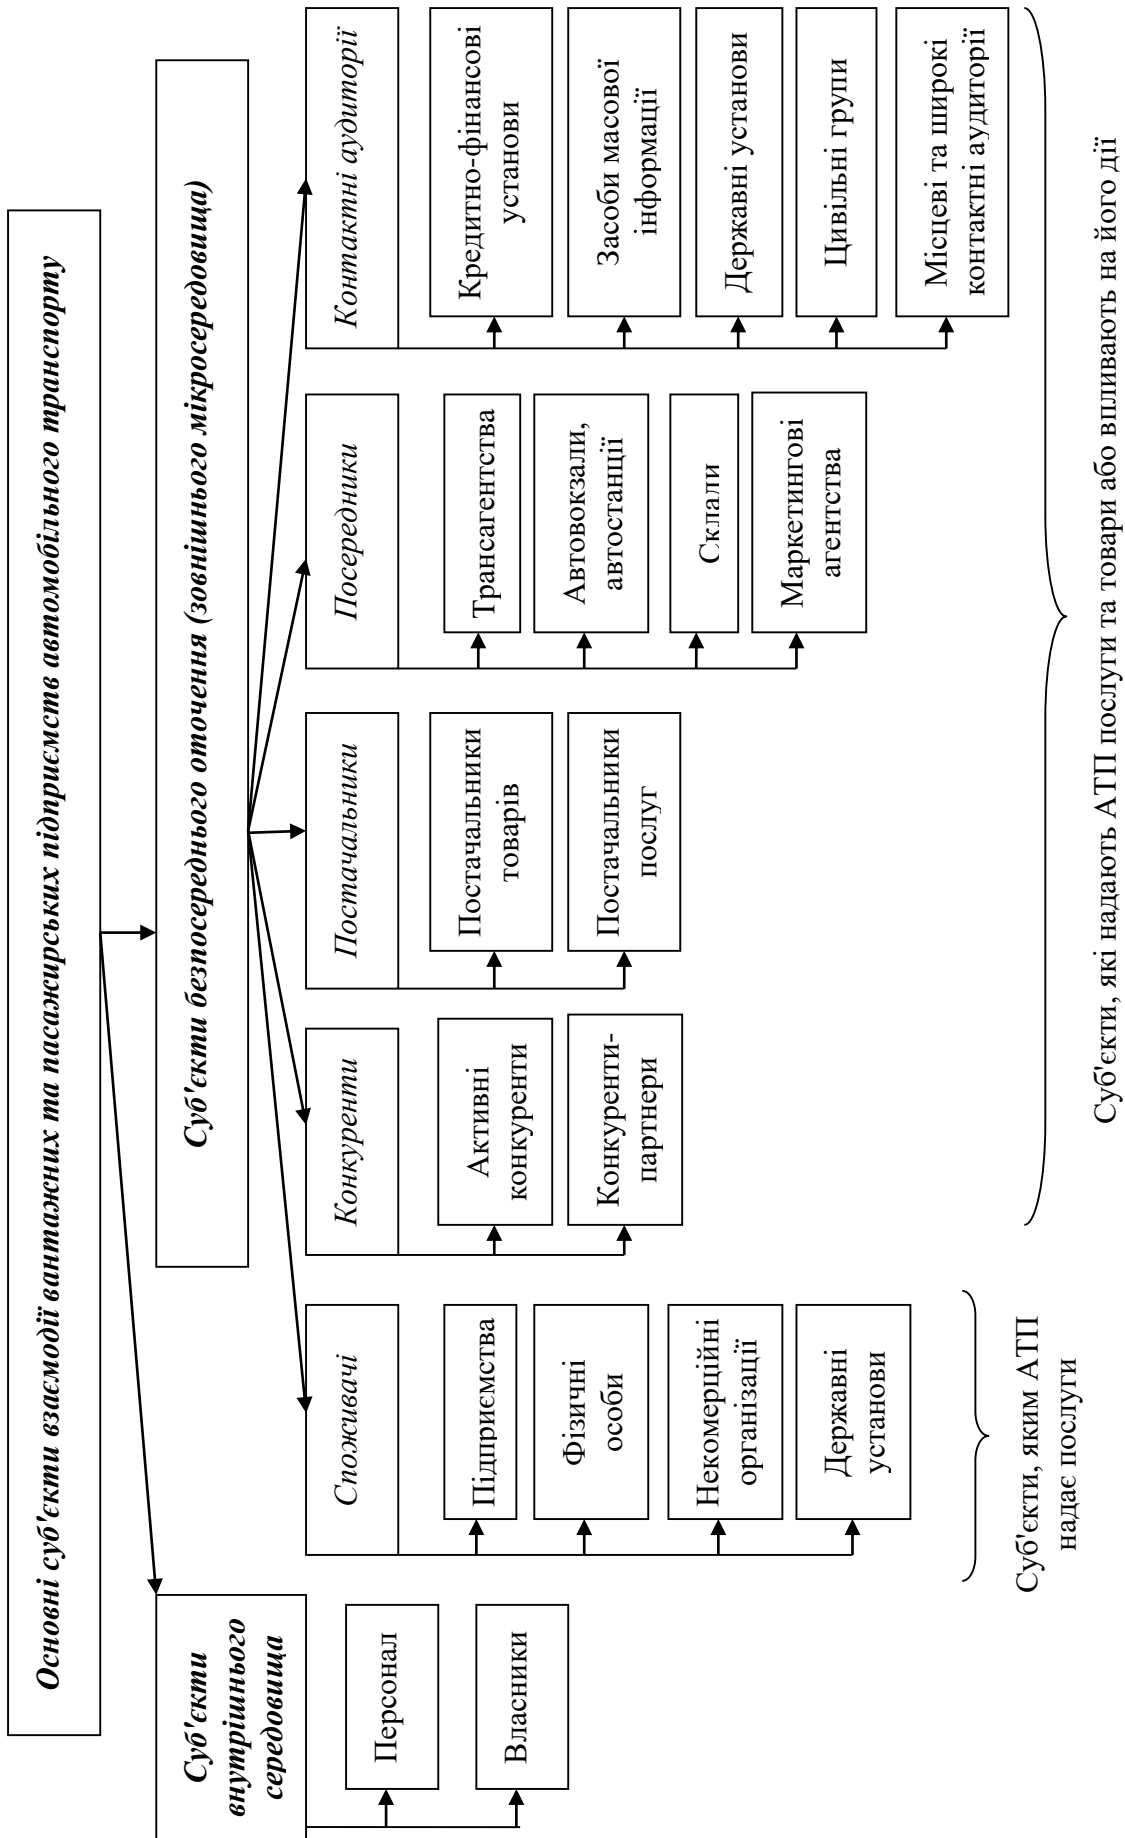 Основні суб'єкти взаємодії вантажних та пасажирських підприємств автомобільного транспорту
Суб'єкти
внутрішнього
середовища
Персонал
Власники
Суб'єкти безпосереднього оточення (зовнішнього мікросередовища)
Споживачі
Підприємства
Фізичні
особи
Некомерційні
організації
Державні
установи
Конкуренти
Активні
конкуренти
Конкуренти-
партнери
Постачальники
Постачальники
товарів
Постачальники
послуг
Посередники
Трансагентства
Автовокзали,
автостанції
Склали
Маркетингові
агентства
Контактні аудиторії
Кредитно-фінансові
установи
Засоби масової
інформації
Державні установи
Цивільні групи
Місцеві та широкі
контактні аудиторії
Суб'єкти, яким АТП
надає послуги
Суб'єкти, які надають АТП послуги та товари або впливають на його дії